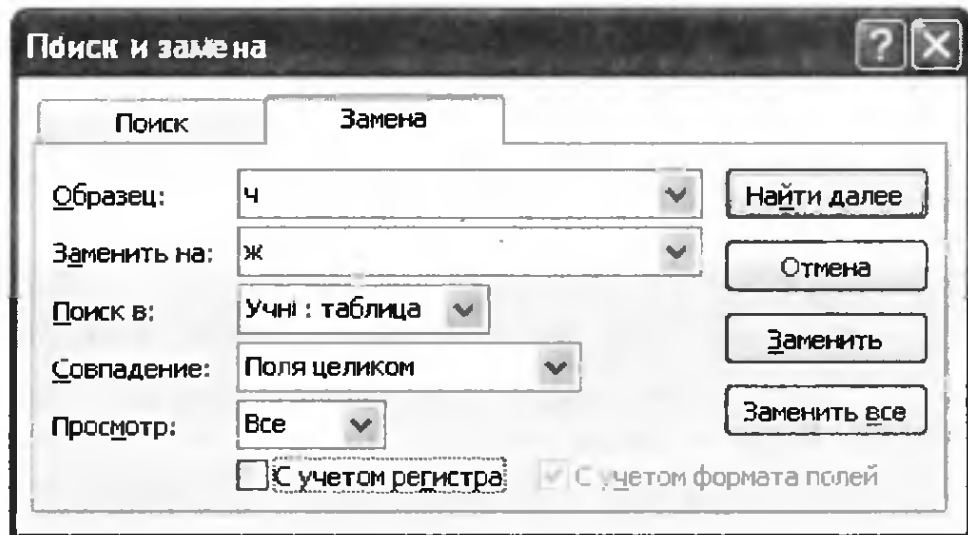 Поиск и замена
Поиск Замена
Образец: ч Найти далее
Заменить на: ж Отмена
Поиск в: Учні : таблица Заменить
Совпадение: Поля целиком
Просмотр: Все Заменить все
С учетом регистра С учетом формата полей